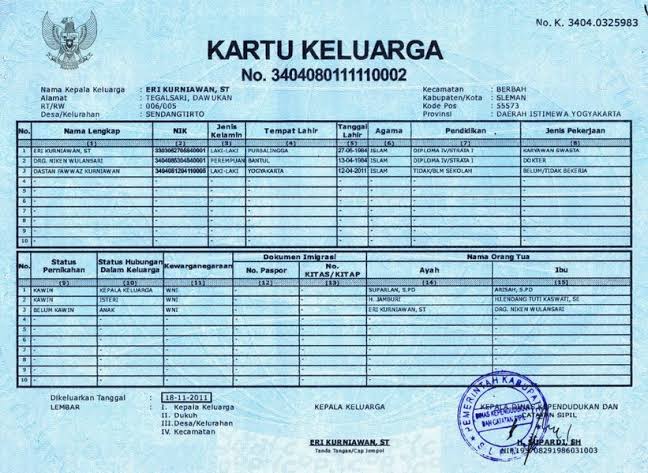 No. K. 3404.0325983
KARTU KELUARGA
No. 3404080111110002
Nama Kepala Keluarga : ERI KURNIAWAN, ST
Alamat : TEGALSARI, DAWUKAN
RT/RW : 006/005
Desa/Kelurahan : SENDANGTIRTO
Kecamatan : BERBAH
Kabupaten/Kota : SLEMAN
Kode Pos : 55573
Provinsi : DAERAH ISTIMEWA YOGYAKARTA
No. Nama Lengkap NIK Jenis Kelamin Tempat Lahir Tanggal Lahir Agama Pendidikan Jenis Pekerjaan
(1) (2) (3) (4) (5) (6) (7) (8)
1 ERI KURNIAWAN, ST LAKI-LAKI PURBALINGGA 27-06-1984 ISLAM DIPLOMA IV/STRATA I KARYAWAN SWASTA
2 DRG. NIKEN WULANSARI PEREMPUAN BANTUL 13-04-1984 ISLAM DIPLOMA IV/STRATA I DOKTER
3 DASTAN FAWWAZ KURNIAWAN LAKI-LAKI YOGYAKARTA 12-04-2011 ISLAM TIDAK/BLM SEKOLAH BELUM/TIDAK BEKERJA
4 - - - - - - - -
5 - - - - - - - -
6 - - - - - - - -
7 - - - - - - - -
8 - - - - - - - -
9 - - - - - - - -
10 - - - - - - - -
No. Status Pernikahan Status Hubungan Dalam Keluarga Kewarganegaraan Dokumen Imigrasi Nama Orang Tua
No. Paspor No. KITAS/KITAP Ayah Ibu
(9) (10) (11) (12) (13) (14) (15)
1 KAWIN KEPALA KELUARGA WNI - - SUPARLAN, S.PD ARISAH, S.PD
2 KAWIN ISTERI WNI - - H. JAMBURI HJ.ENDANG TUTI KASWATI, SE
3 BELUM KAWIN ANAK WNI - - ERI KURNIAWAN, ST DRG. NIKEN WULANSARI
4 - - - - - - -
5 - - - - - - -
6 - - - - - - -
7 - - - - - - -
8 - - - - - - -
9 - - - - - - -
10 - - - - - - -
Dikeluarkan Tanggal : 18-11-2011
LEMBAR : I. Kepala Keluarga
II. Dukuh
III. Desa/Kelurahan
IV. Kecamatan
KEPALA KELUARGA
ERI KURNIAWAN, ST
Tanda Tangan/Cap Jempol
KEPALA DINAS KEPENDUDUKAN DAN
CATATAN SIPIL
PEMERINTAH KABUPATEN
DINAS KEPENDUDUKAN
DAN CATATAN SIPIL
H. SUPARDI, SH